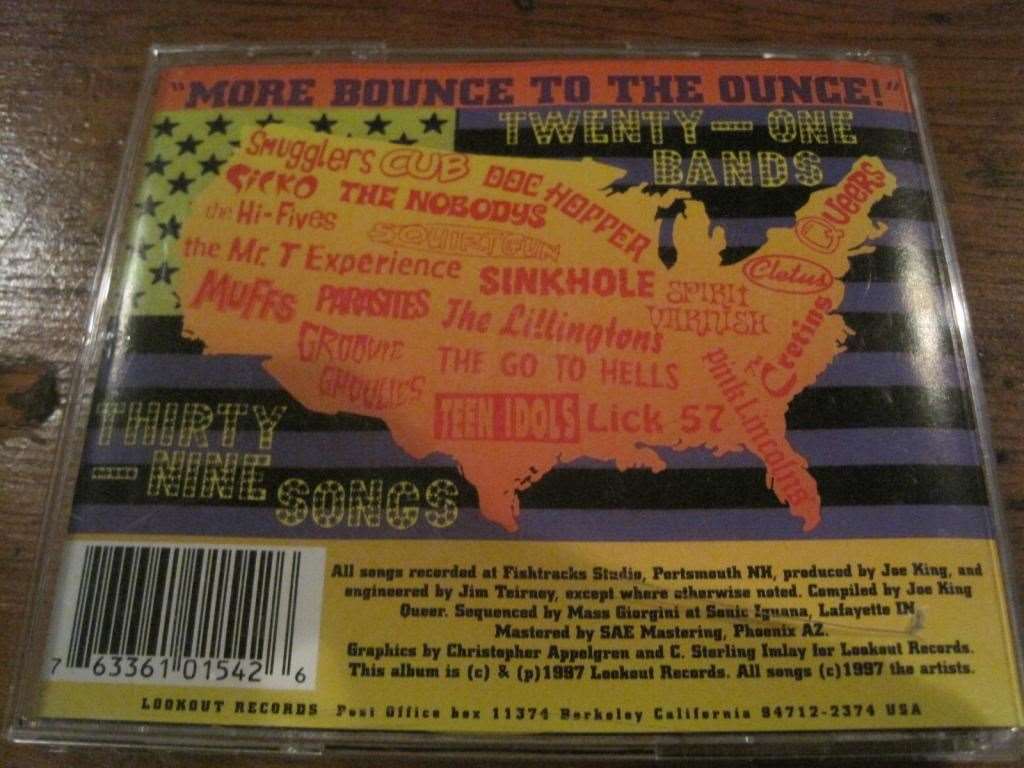 "MORE BOUNCE TO THE OUNCE!"
TWENTY—ONE
BANDS
Smugglers
CUB
DOC HOPPER
Queers
SICKO
THE NOBODYS
the Hi-Fives
SQUIRTGUN
the Mr. T Experience
SINKHOLE
SPIRIT
VARNISH
Cletus
Muffs
PARASITES
The Lillingtons
Cretins
GROOVIE
GHOULIES
THE GO TO HELLS
pink Lincolns
TEEN IDOLS
Lick 57
THIRTY
—NINE
SONGS
All songs recorded at Fishtracks Studio, Portsmouth NH, produced by Joe King, and
engineered by Jim Teirney, except where otherwise noted. Compiled by Joe King
Queer. Sequenced by Mass Giorgini at Sonic Iguana, Lafayette IN.
Mastered by SAE Mastering, Phoenix AZ.
Graphics by Christopher Appelgren and C. Sterling Imlay for Lookout Records.
This album is (c) & (p)1997 Lookout Records. All songs (c)1997 the artists.
7 63361 01542 6
LOOKOUT RECORDS Post Office box 11374 Berkeley California 94712-2374 USA